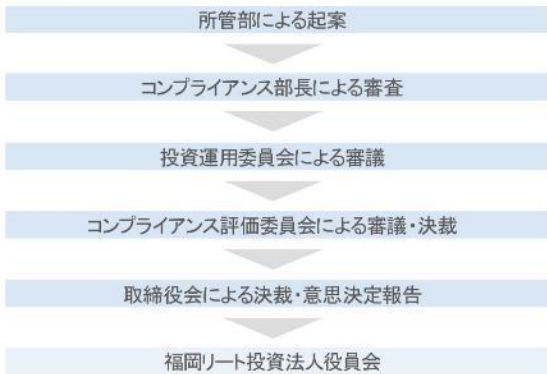 所管部による起案
コンプライアンス部長による審査
投資運用委員会による審議
コンプライアンス評価委員会による審議・決裁
取締役会による決裁・意思決定報告
福岡リート投資法人役員会